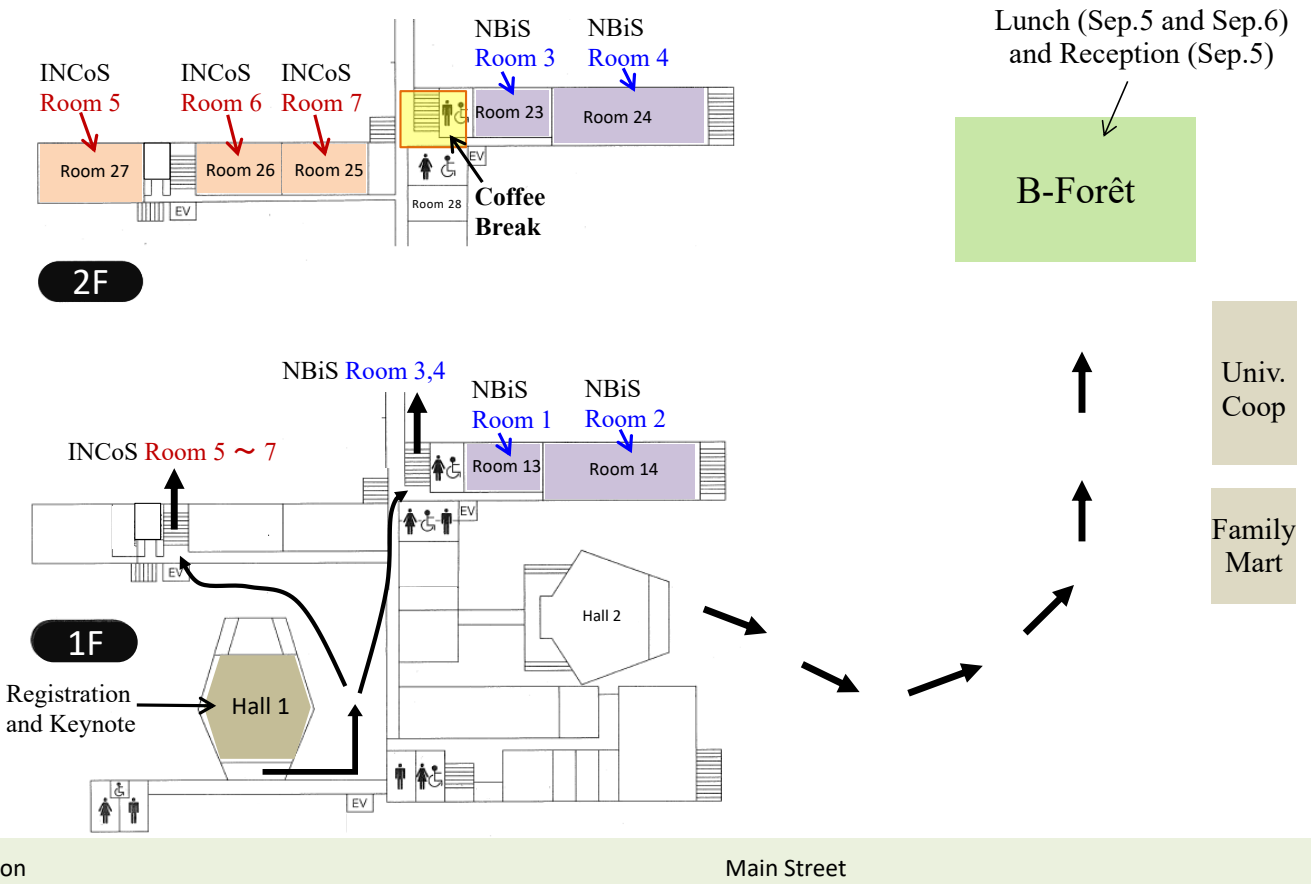 Lunch (Sep.5 and Sep.6)
and Reception (Sep.5)
NBiS
Room 3
NBiS
Room 4
INCoS
Room 5
INCoS
Room 6
INCoS
Room 7
Room 23
Room 24
Room 27
Room 26
Room 25
EV
EV
Room 28
Coffee
Break
B-Forêt
2F
NBiS Room 3,4
NBiS
Room 1
NBiS
Room 2
INCoS Room 5 ～ 7
Room 13
Room 14
EV
EV
Univ.
Coop
Family
Mart
Hall 2
1F
Registration
and Keynote
Hall 1
EV
on
Main Street